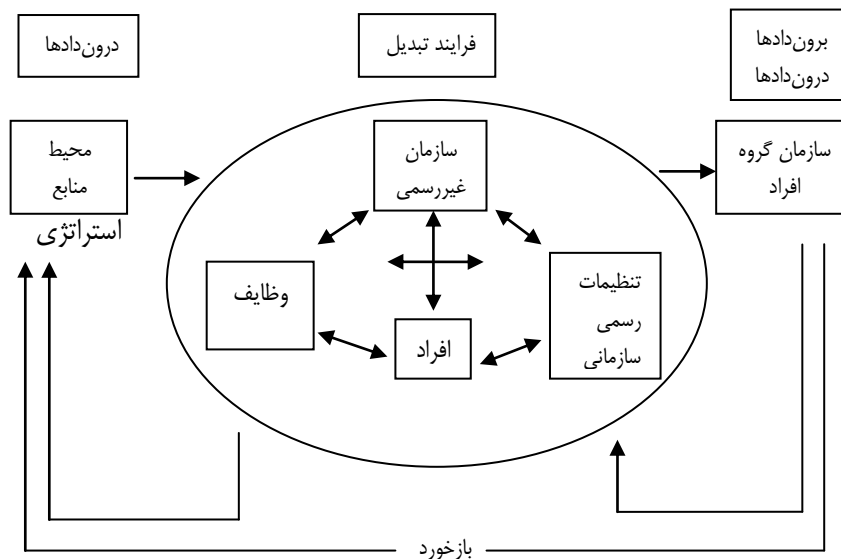 درون‌دادها
فرایند تبدیل
برون‌دادها
درون‌دادها
محیط
منابع
استراتژی
سازمان
غیررسمی
سازمان گروه
افراد
وظایف
تنظیمات
رسمی
سازمانی
افراد
بازخورد